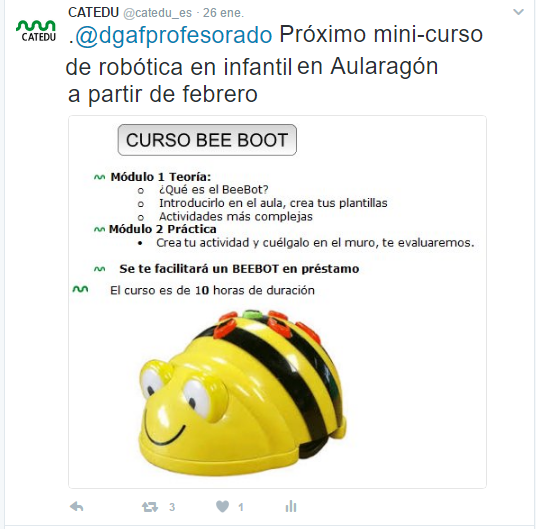 CATEDU @catedu_es · 26 ene.
CATEDU
.@dgafprofesorado Próximo mini-curso
de robótica en infantil en Aularagón
a partir de febrero
CURSO BEE BOOT
Módulo 1 Teoría:
o ¿Qué es el BeeBot?
o Introducirlo en el aula, crea tus plantillas
o Actividades más complejas
Módulo 2 Práctica
• Crea tu actividad y cuélgalo en el muro, te evaluaremos.
Se te facilitará un BEEBOT en préstamo
El curso es de 10 horas de duración
3 1